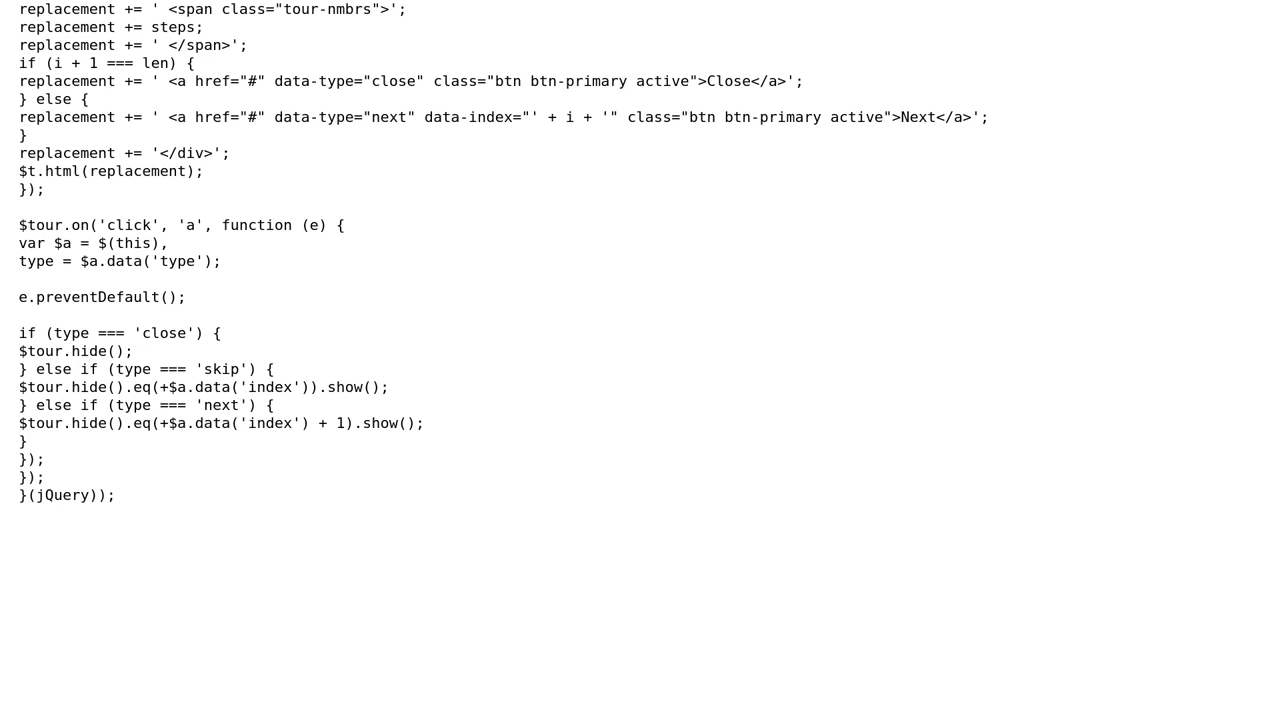 replacement += ' <span class="tour-nmbrs">';
replacement += steps;
replacement += ' </span>';
if (i + 1 === len) {
replacement += ' <a href="#" data-type="close" class="btn btn-primary active">Close</a>';
} else {
replacement += ' <a href="#" data-type="next" data-index="' + i + '" class="btn btn-primary active">Next</a>';
}
replacement += '</div>';
$t.html(replacement);
});

$tour.on('click', 'a', function (e) {
var $a = $(this),
type = $a.data('type');

e.preventDefault();

if (type === 'close') {
$tour.hide();
} else if (type === 'skip') {
$tour.hide().eq(+$a.data('index')).show();
} else if (type === 'next') {
$tour.hide().eq(+$a.data('index') + 1).show();
}
});
});
}(jQuery));